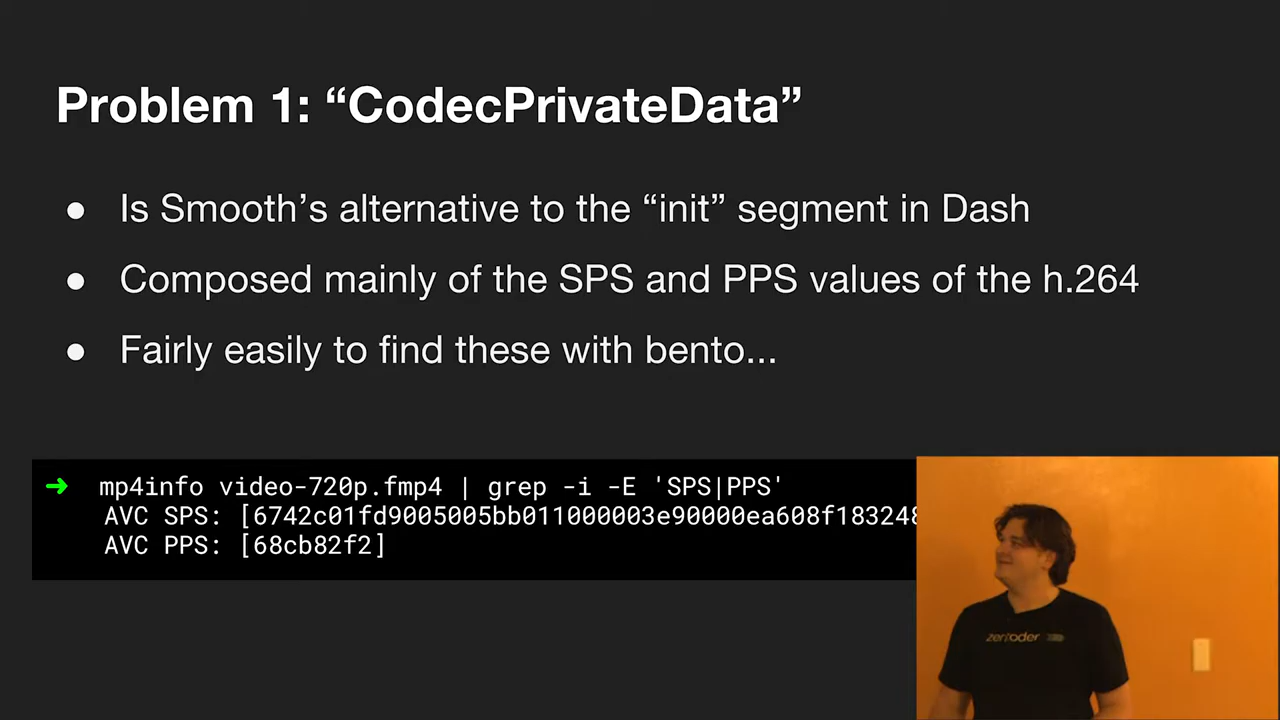 Problem 1: “CodecPrivateData”
● Is Smooth’s alternative to the “init” segment in Dash
● Composed mainly of the SPS and PPS values of the h.264
● Fairly easily to find these with bento...
➜ mp4info video-720p.fmp4 | grep -i -E 'SPS|PPS'
AVC SPS: [6742c01fd9005005bb011000003e90000ea608f183248
AVC PPS: [68cb82f2]
zencoder